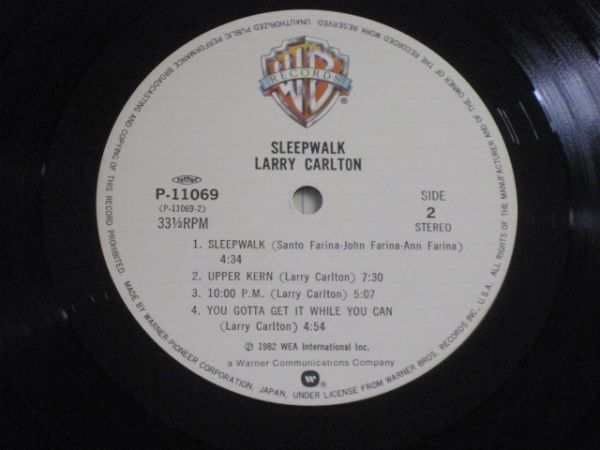 UNAUTHORIZED PUBLIC PERFORMANCE BROADCASTING AND COPYING OF THIS RECORD PROHIBITED. MADE BY WARNER-PIONEER CORPORATION, JAPAN, UNDER LICENSE FROM WARNER BROS. RECORDS INC., U.S.A. ALL RIGHTS OF THE MANUFACTURER AND OF THE OWNER OF THE RECORDED WORK RESERVED.
WB
RECORDS
®
SLEEPWALK
LARRY CARLTON
P-11069
(P-11069-2)
33⅓RPM
SIDE
2
STEREO
1. SLEEPWALK (Santo Farina-John Farina-Ann Farina)
4:34
2. UPPER KERN (Larry Carlton) 7:30
3. 10:00 P.M. (Larry Carlton) 5:07
4. YOU GOTTA GET IT WHILE YOU CAN
(Larry Carlton) 4:54
℗ 1982 WEA International Inc.
a Warner Communications Company
®